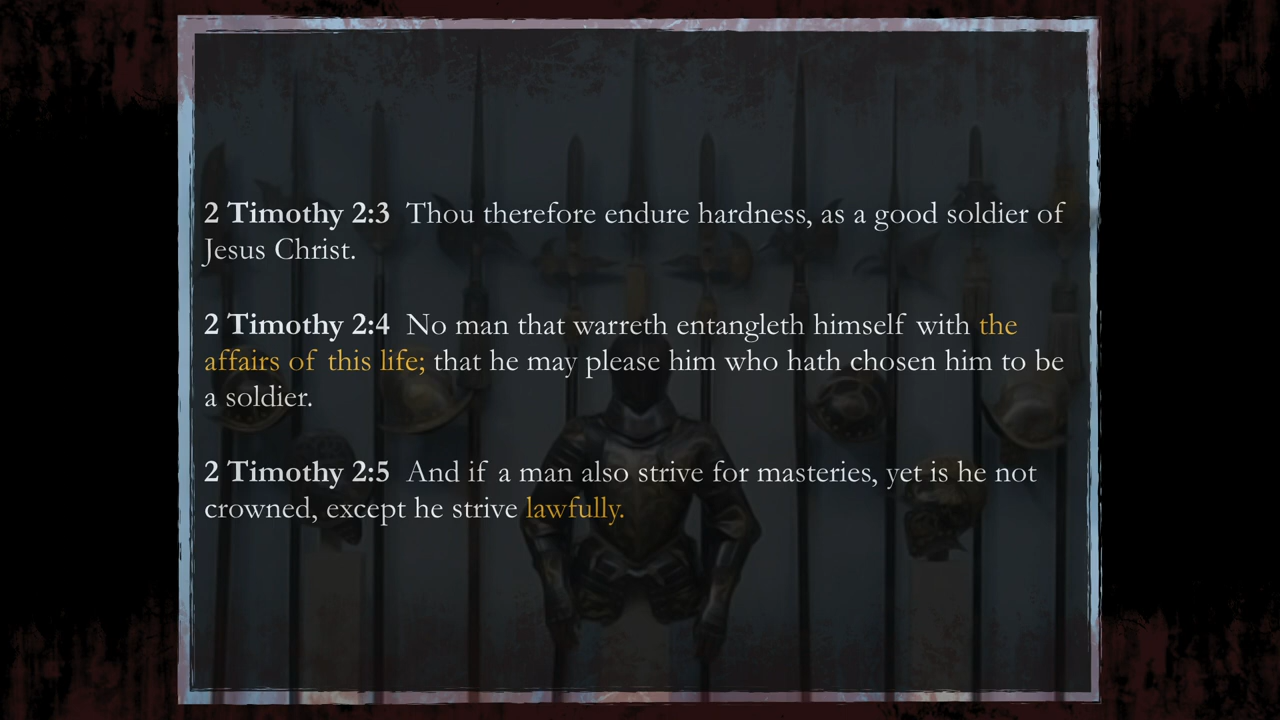 2 Timothy 2:3  Thou therefore endure hardness, as a good soldier of
Jesus Christ.
2 Timothy 2:4  No man that warreth entangleth himself with the
affairs of this life; that he may please him who hath chosen him to be
a soldier.
2 Timothy 2:5  And if a man also strive for masteries, yet is he not
crowned, except he strive lawfully.